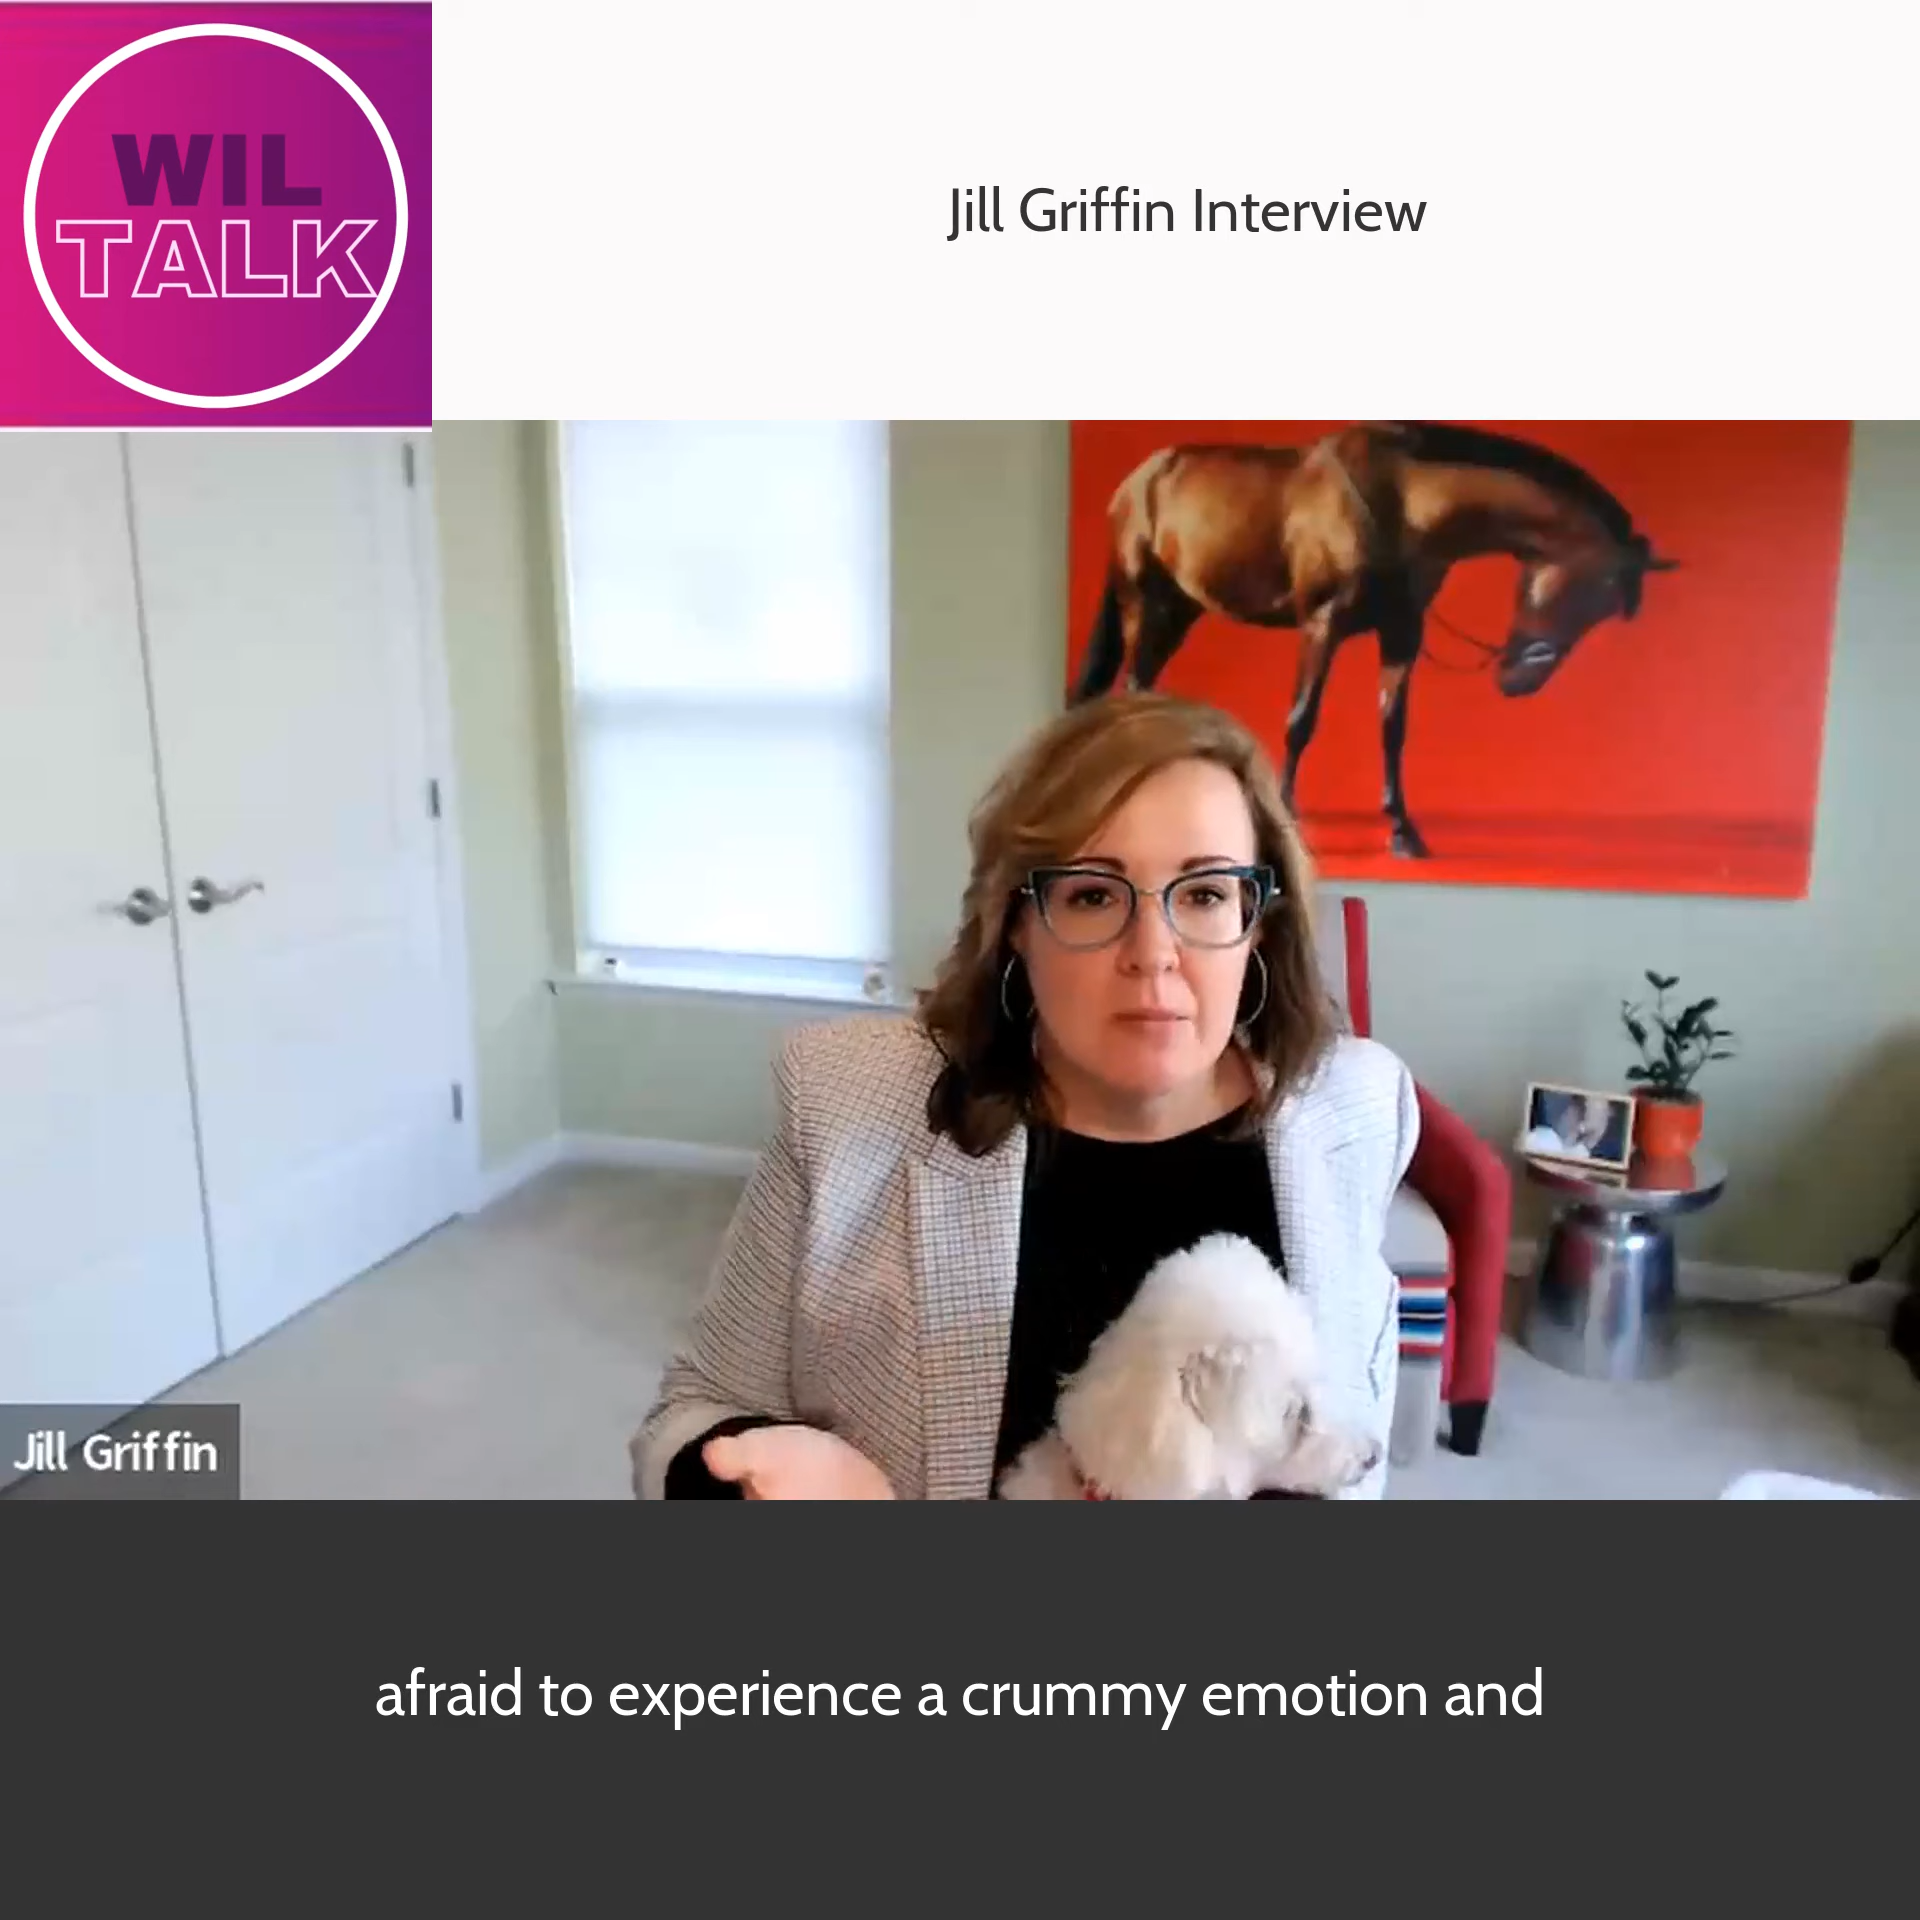 WIL
TALK
Jill Griffin Interview
Jill Griffin
afraid to experience a crummy emotion and